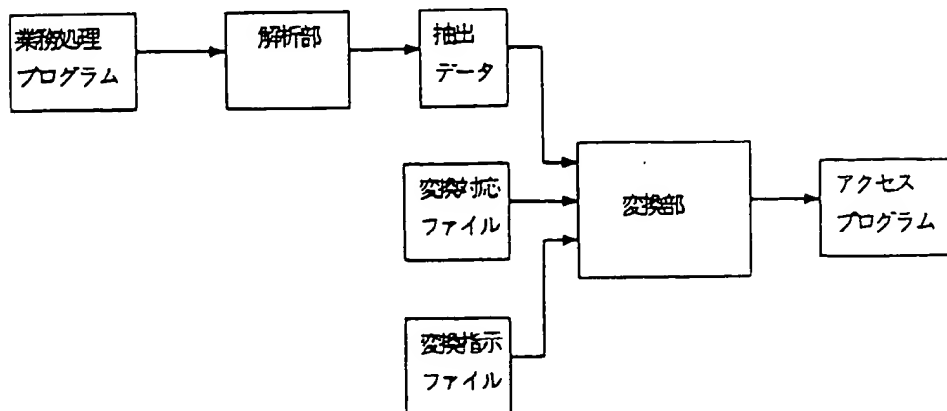 業務処理
プログラム
解析部
抽出
データ
変換対応
ファイル
変換部
アクセス
プログラム
変換指示
ファイル